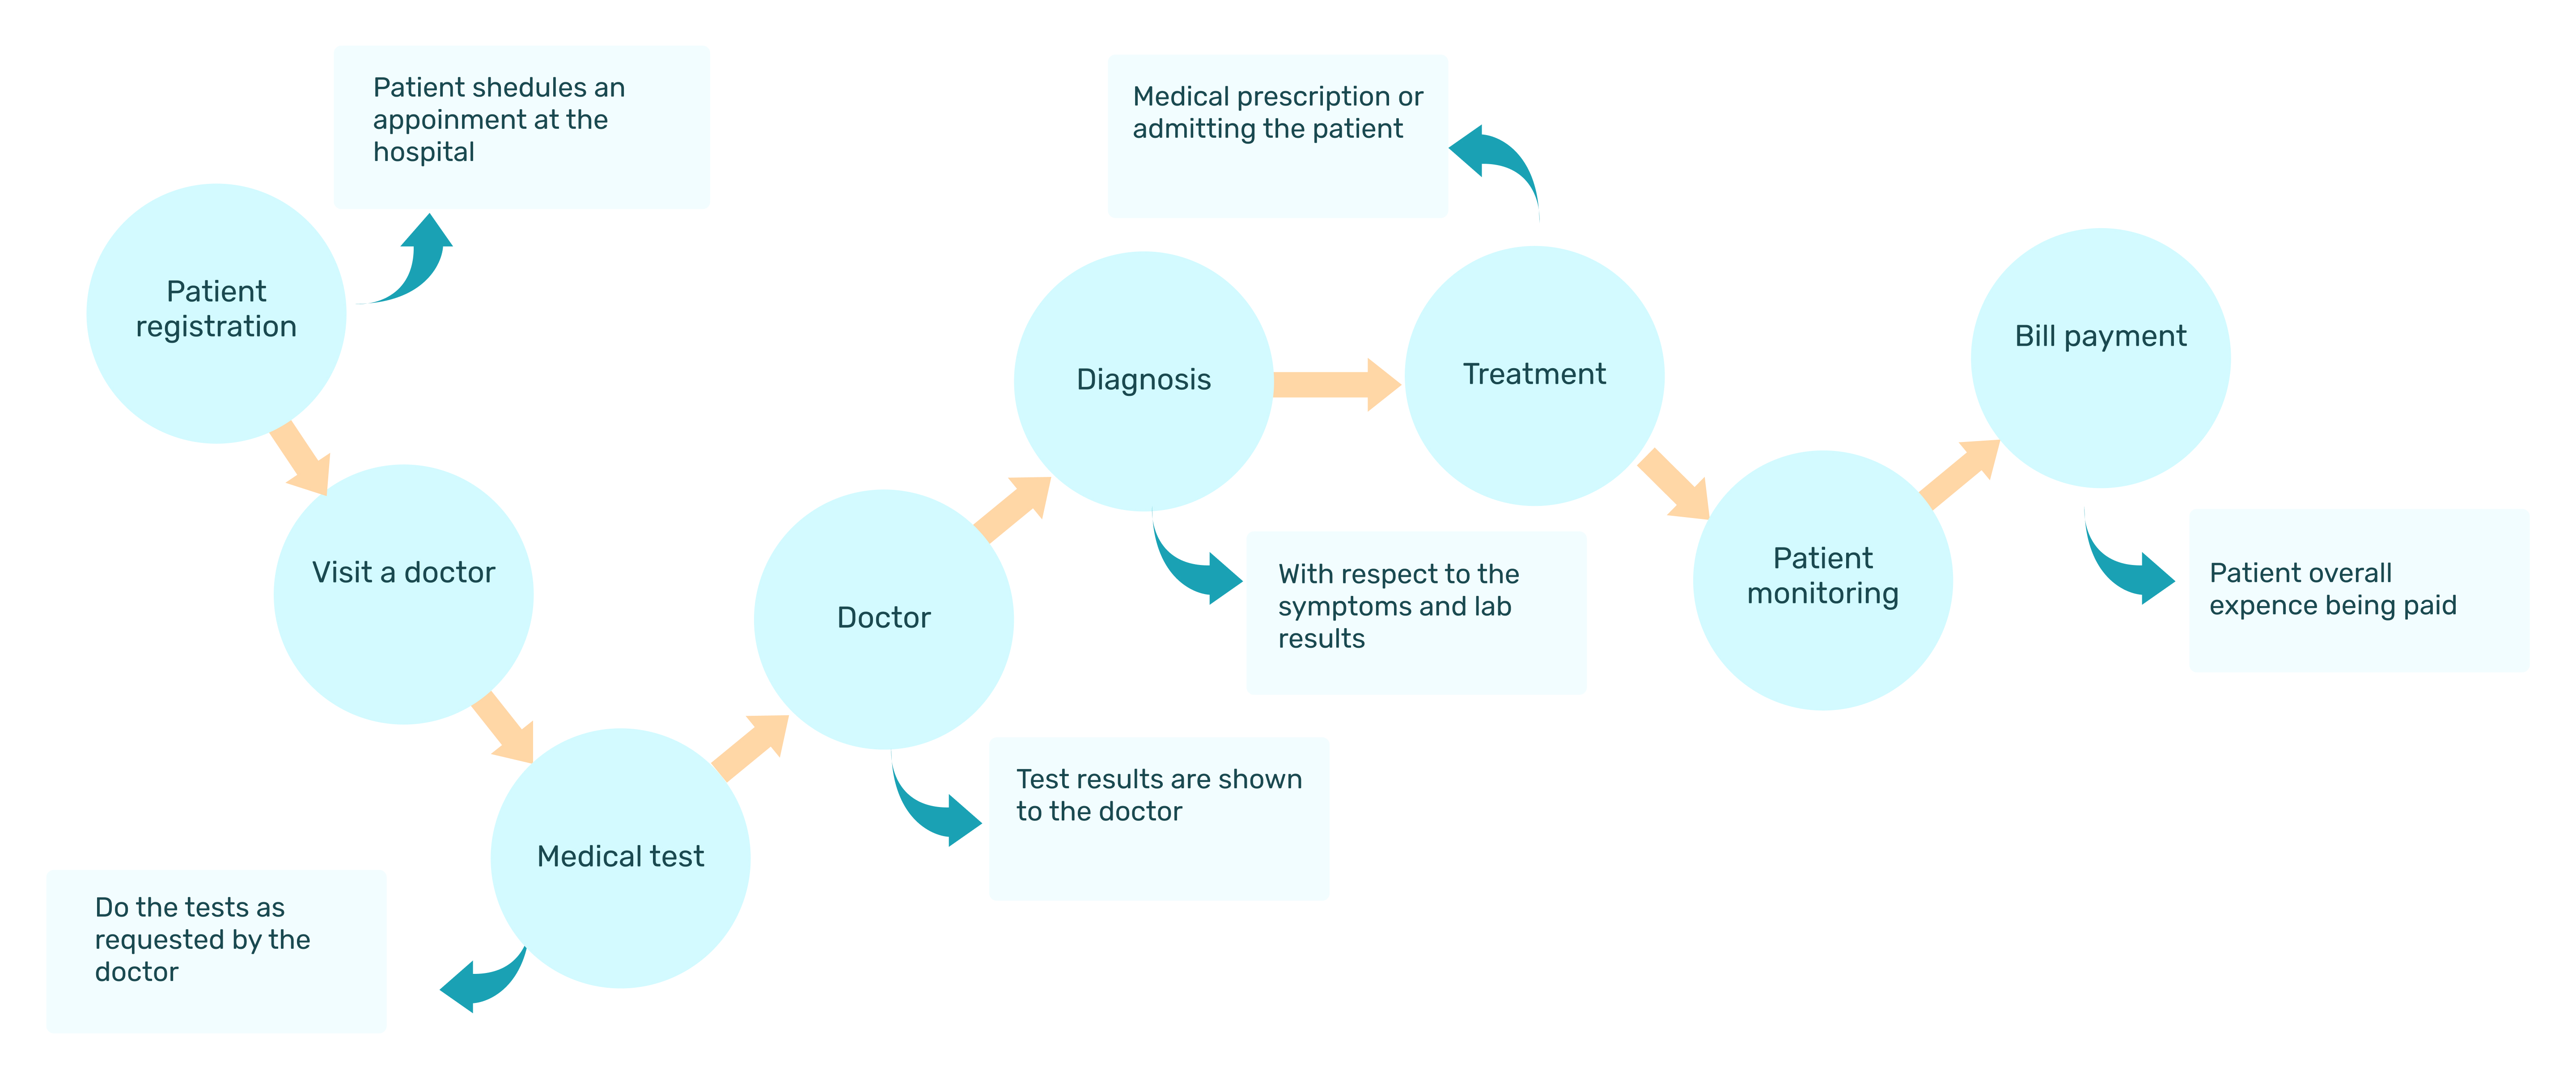 Patient shedules an
appoinment at the
hospital
Patient
registration
Visit a doctor
Medical test
Do the tests as
requested by the
doctor
Doctor
Test results are shown
to the doctor
Diagnosis
With respect to the
symptoms and lab
results
Medical prescription or
admitting the patient
Treatment
Patient
monitoring
Bill payment
Patient overall
expence being paid